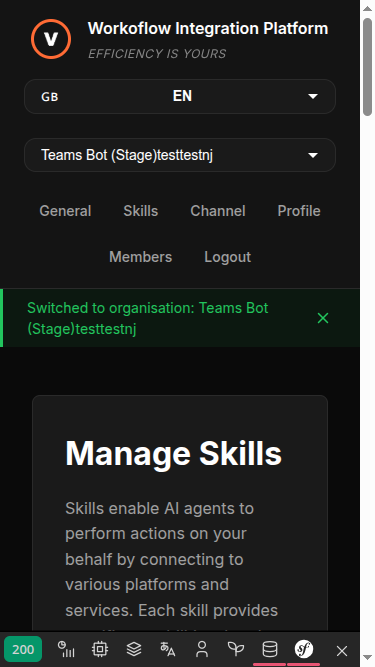 Workoflow Integration Platform
EFFICIENCY IS YOURS
GB EN
Teams Bot (Stage)testtestnj
General Skills Channel Profile
Members Logout
Switched to organisation: Teams Bot
(Stage)testtestnj
Manage Skills
Skills enable AI agents to
perform actions on your
behalf by connecting to
various platforms and
services. Each skill provides
200